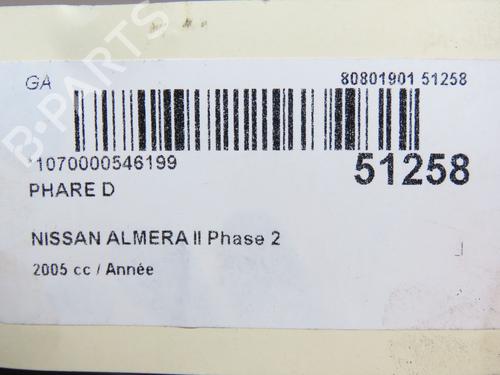 GA
80801901 51258
*1070000546199
51258
PHARE D
NISSAN ALMERA II Phase 2
2005 cc / Année
B-PARTS